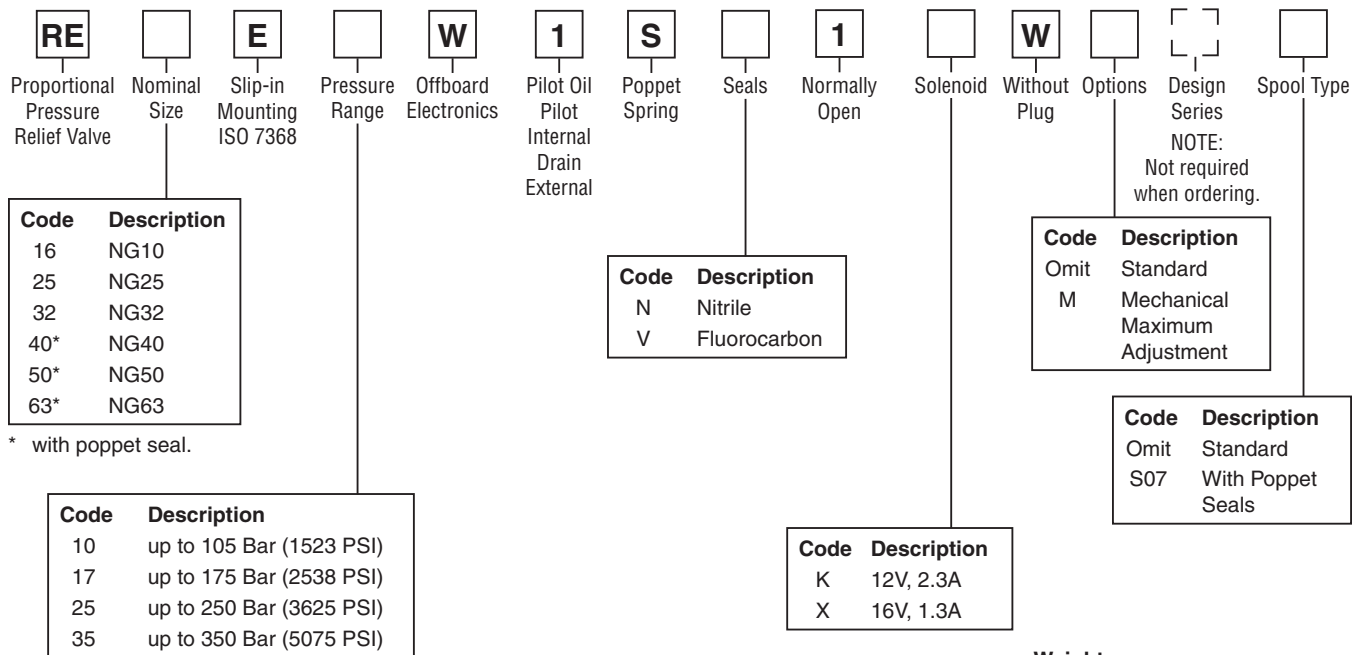 RE E W 1 S 1 W
Proportional Pressure Relief Valve
Nominal Size
Slip-in Mounting ISO 7368
Pressure Range
Offboard Electronics
Pilot Oil Pilot Internal Drain External
Poppet Spring
Seals
Normally Open
Solenoid
Without Plug
Options
Design Series
NOTE: Not required when ordering.
Spool Type
Code Description
16 NG10
25 NG25
32 NG32
40* NG40
50* NG50
63* NG63
* with poppet seal.
Code Description
10 up to 105 Bar (1523 PSI)
17 up to 175 Bar (2538 PSI)
25 up to 250 Bar (3625 PSI)
35 up to 350 Bar (5075 PSI)
Code Description
N Nitrile
V Fluorocarbon
Code Description
K 12V, 2.3A
X 16V, 1.3A
Code Description
Omit Standard
M Mechanical Maximum Adjustment
Code Description
Omit Standard
S07 With Poppet Seals